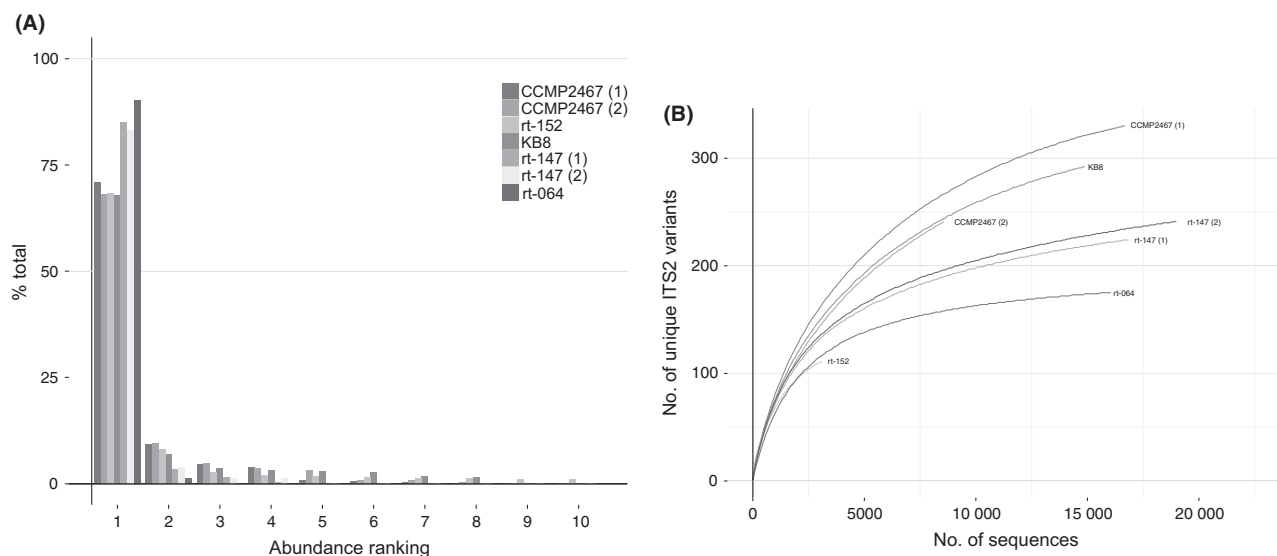 (A)
100
75
50
25
0
% total
1 2 3 4 5 6 7 8 9 10
Abundance ranking
CCMP2467 (1)
CCMP2467 (2)
rt-152
KB8
rt-147 (1)
rt-147 (2)
rt-064
(B)
300
200
100
0
No. of unique ITS2 variants
CCMP2467 (1)
KB8
CCMP2467 (2)
rt-147 (2)
rt-147 (1)
rt-064
rt-152
0 5000 10 000 15 000 20 000
No. of sequences